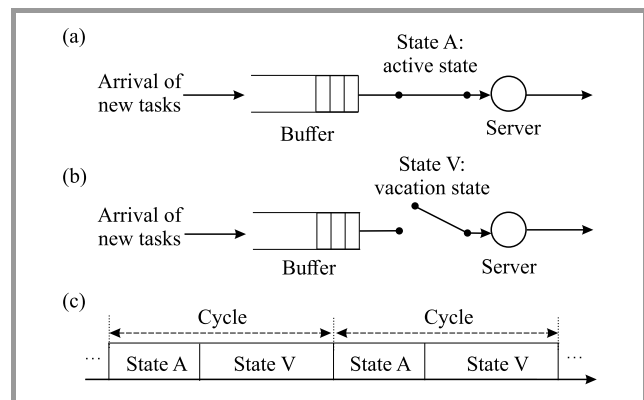 (a)
State A:
active state
Arrival of
new tasks
Buffer
Server
(b)
State V:
vacation state
Arrival of
new tasks
Buffer
Server
(c)
Cycle
Cycle
... State A State V State A State V ...